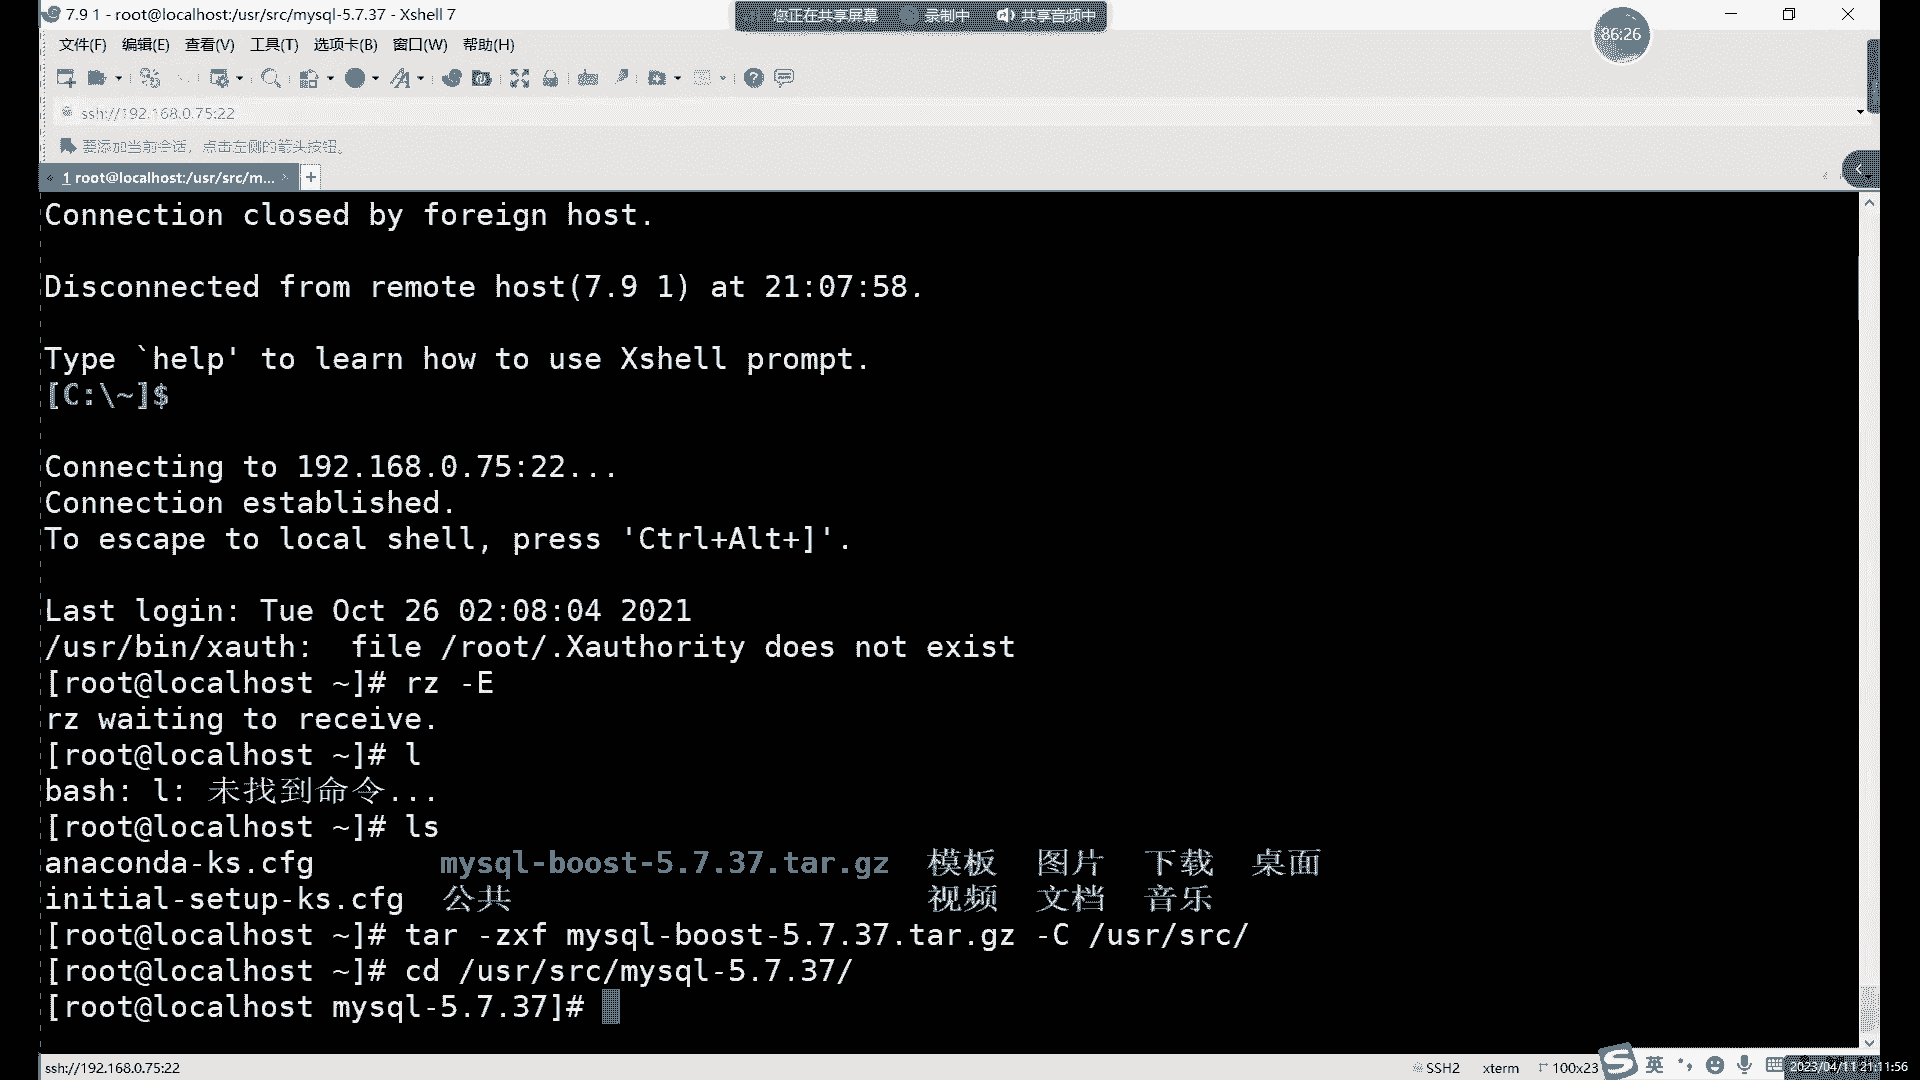 7.9 1 - root@localhost:/usr/src/mysql-5.7.37 - Xshell 7
您正在共享屏幕 录制中 共享音频中
86:26
文件(F) 编辑(E) 查看(V) 工具(T) 选项卡(B) 窗口(W) 帮助(H)
ssh://192.168.0.75:22
要添加当前会话，点击左侧的箭头按钮。
1 root@localhost:/usr/src/m...
Connection closed by foreign host.
Disconnected from remote host(7.9 1) at 21:07:58.
Type `help' to learn how to use Xshell prompt.
[C:\~]$
Connecting to 192.168.0.75:22...
Connection established.
To escape to local shell, press 'Ctrl+Alt+]'.
Last login: Tue Oct 26 02:08:04 2021
/usr/bin/xauth:  file /root/.Xauthority does not exist
[root@localhost ~]# rz -E
rz waiting to receive.
[root@localhost ~]# l
bash: l: 未找到命令...
[root@localhost ~]# ls
anaconda-ks.cfg mysql-boost-5.7.37.tar.gz 模板 图片 下载 桌面
initial-setup-ks.cfg 公共 视频 文档 音乐
[root@localhost ~]# tar -zxf mysql-boost-5.7.37.tar.gz -C /usr/src/
[root@localhost ~]# cd /usr/src/mysql-5.7.37/
[root@localhost mysql-5.7.37]#
ssh://192.168.0.75:22 SSH2 xterm 100x23 英 2023/04/11 21:11:56